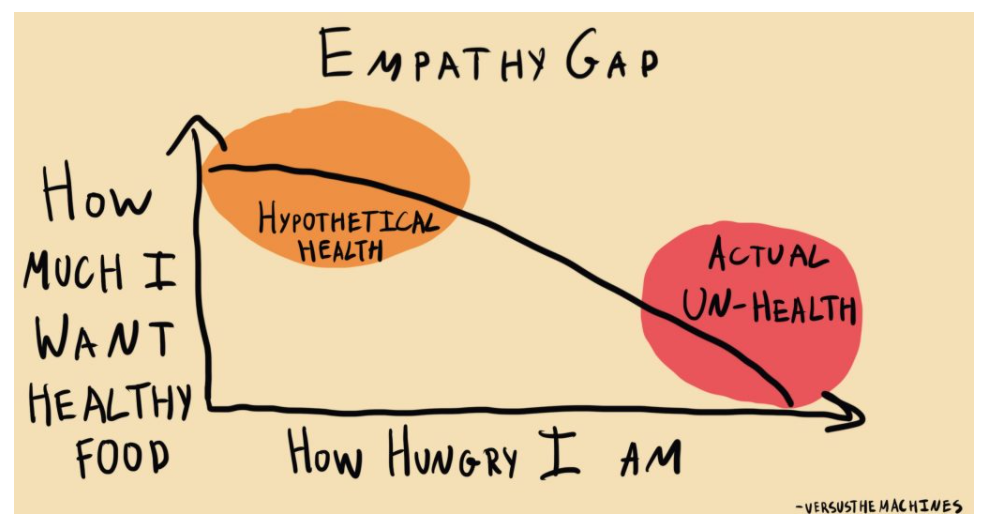 EMPATHY GAP
HOW
MUCH I
WANT
HEALTHY
FOOD
HYPOTHETICAL
HEALTH
ACTUAL
UN-HEALTH
HOW HUNGRY I AM
-VERSUSTHEMACHINES